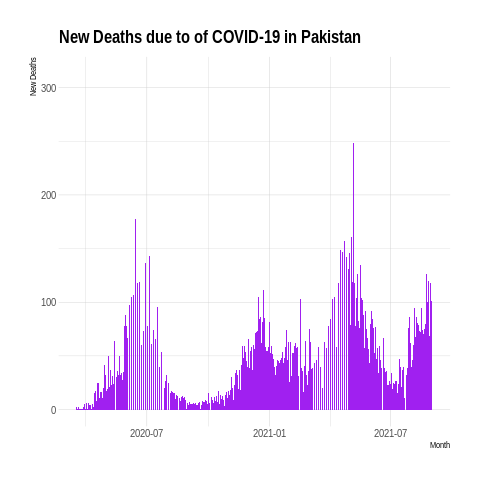 New Deaths due to of COVID-19 in Pakistan
New Deaths
300
200
100
0
2020-07 2021-01 2021-07
Month